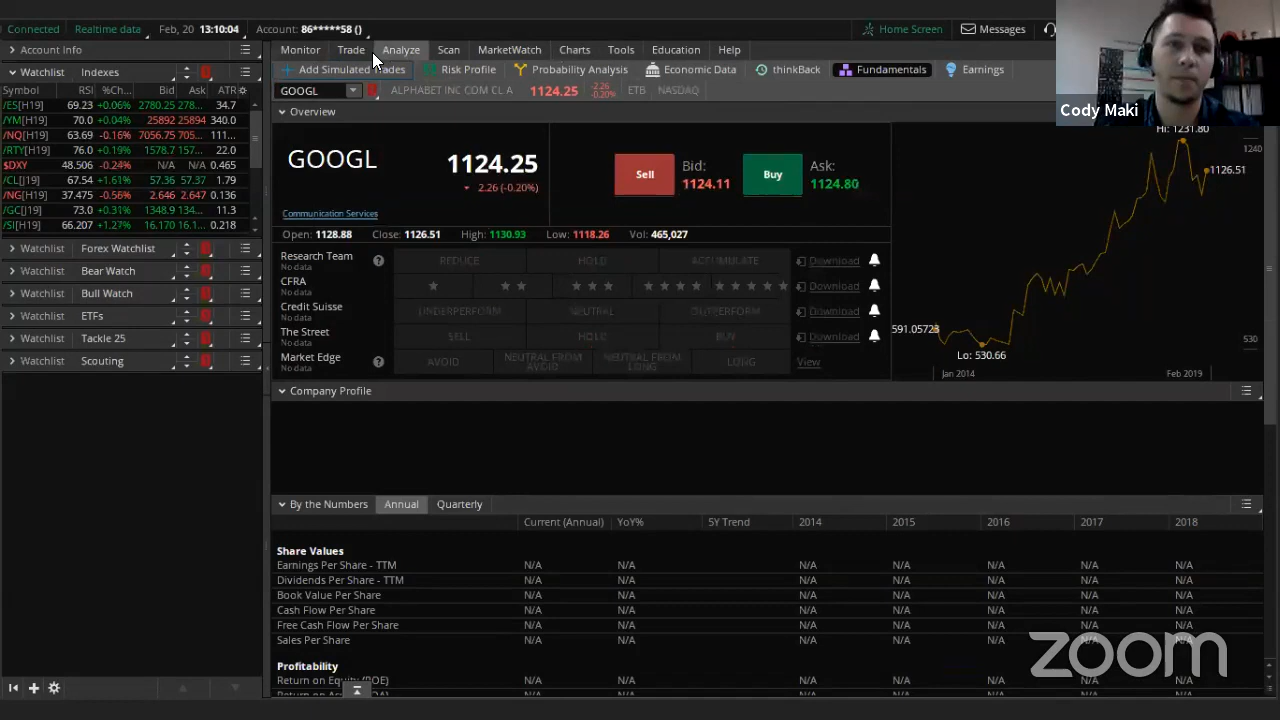 Connected Realtime data Feb, 20 13:10:04 Account: 86*****58 () Home Screen Messages
Account Info
Monitor Trade Analyze Scan MarketWatch Charts Tools Education Help
Watchlist Indexes
Add Simulated Trades Risk Profile Probability Analysis Economic Data thinkBack Fundamentals Earnings
Symbol RSI %Ch... Bid Ask ATR
GOOGL ALPHABET INC COM CL A 1124.25 -2.26 -0.20% ETB NASDAQ
/ES[H19] 69.23 +0.06% 2780.25 278... 34.7
/YM[H19] 70.0 +0.04% 25892 25894 340.0
/NQ[H19] 63.69 -0.16% 7056.75 705... 111...
/RTY[H19] 76.0 +0.19% 1578.7 157... 22.0
$DXY 48.506 -0.24% N/A N/A 0.465
/CL[J19] 67.54 +1.61% 57.36 57.37 1.79
/NG[H19] 37.475 -0.56% 2.646 2.647 0.136
/GC[J19] 73.0 +0.31% 1348.9 134... 11.3
/SI[H19] 66.207 +1.27% 16.170 16.1... 0.218
Watchlist Forex Watchlist
Watchlist Bear Watch
Watchlist Bull Watch
Watchlist ETFs
Watchlist Tackle 25
Watchlist Scouting
Cody Maki
Overview
GOOGL
1124.25
2.26 (-0.20%)
Sell Bid: 1124.11 Buy Ask: 1124.80
Communication Services
Open: 1128.88 Close: 1126.51 High: 1130.93 Low: 1118.26 Vol: 465,027
Hi: 1231.80
1240
1126.51
591.05723
Lo: 530.66
530
Jan 2014 Feb 2019
Research Team No data REDUCE HOLD ACCUMULATE Download
CFRA No data Download
Credit Suisse No data UNDERPERFORM NEUTRAL OUTPERFORM Download
The Street No data SELL HOLD BUY Download
Market Edge No data AVOID NEUTRAL FROM AVOID NEUTRAL FROM LONG LONG View
Company Profile
By the Numbers Annual Quarterly
Current (Annual) YoY% 5Y Trend 2014 2015 2016 2017 2018
Share Values
Earnings Per Share - TTM N/A N/A N/A N/A N/A N/A N/A
Dividends Per Share - TTM N/A N/A N/A N/A N/A N/A N/A
Book Value Per Share N/A N/A N/A N/A N/A N/A N/A
Cash Flow Per Share N/A N/A N/A N/A N/A N/A N/A
Free Cash Flow Per Share N/A N/A N/A N/A N/A N/A N/A
Sales Per Share N/A N/A N/A N/A N/A N/A N/A
Profitability
Return on Equity (ROE) N/A N/A N/A N/A N/A N/A N/A
zoom